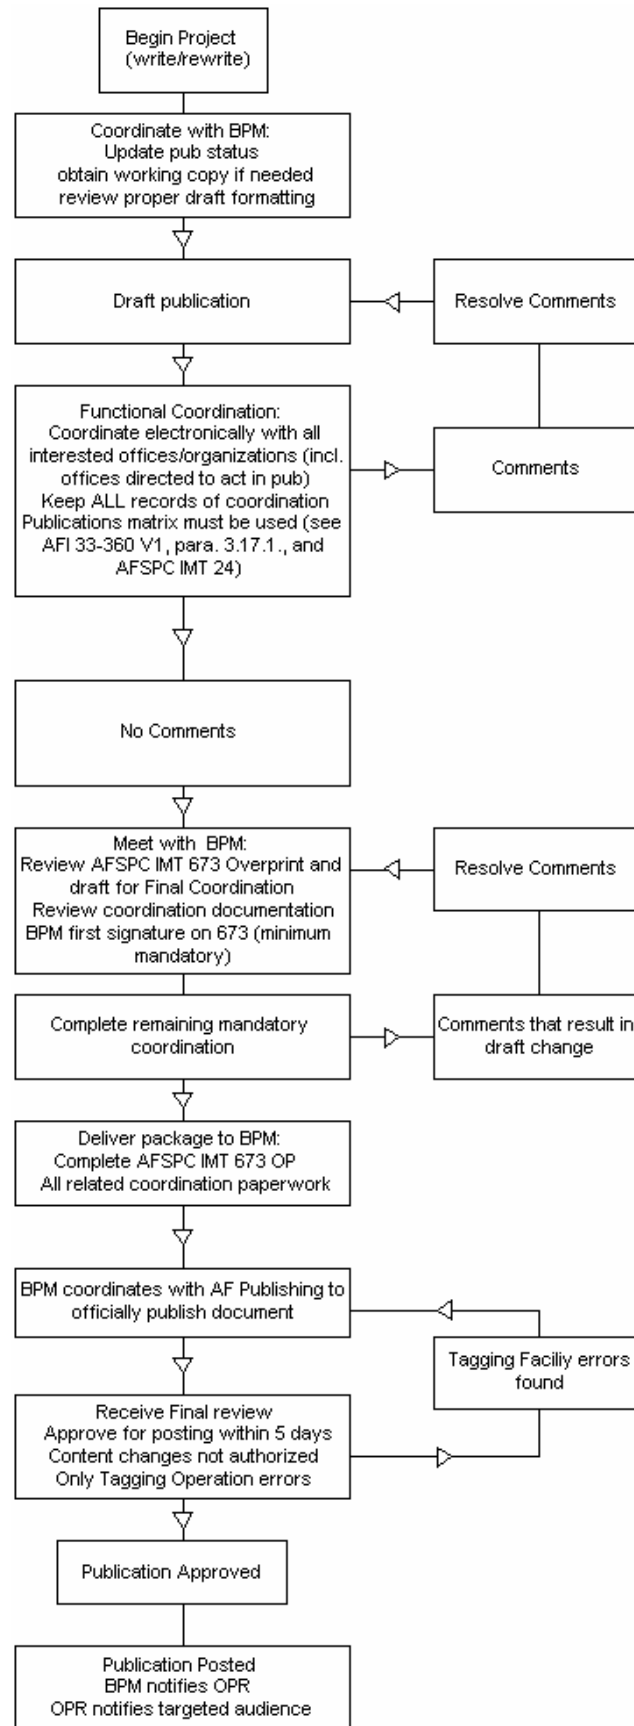 Begin Project
(write/rewrite)
Coordinate with BPM:
Update pub status
obtain working copy if needed
review proper draft formatting
Draft publication
Resolve Comments
Functional Coordination:
Coordinate electronically with all
interested offices/organizations (incl.
offices directed to act in pub)
Keep ALL records of coordination
Publications matrix must be used (see
AFI 33-360 V1, para. 3.17.1., and
AFSPC IMT 24)
Comments
No Comments
Meet with BPM:
Review AFSPC IMT 673 Overprint and
draft for Final Coordination
Review coordination documentation
BPM first signature on 673 (minimum
mandatory)
Resolve Comments
Complete remaining mandatory
coordination
Comments that result in
draft change
Deliver package to BPM:
Complete AFSPC IMT 673 OP
All related coordination paperwork
BPM coordinates with AF Publishing to
officially publish document
Tagging Faciliy errors
found
Receive Final review
Approve for posting within 5 days
Content changes not authorized
Only Tagging Operation errors
Publication Approved
Publication Posted
BPM notifies OPR
OPR notifies targeted audience